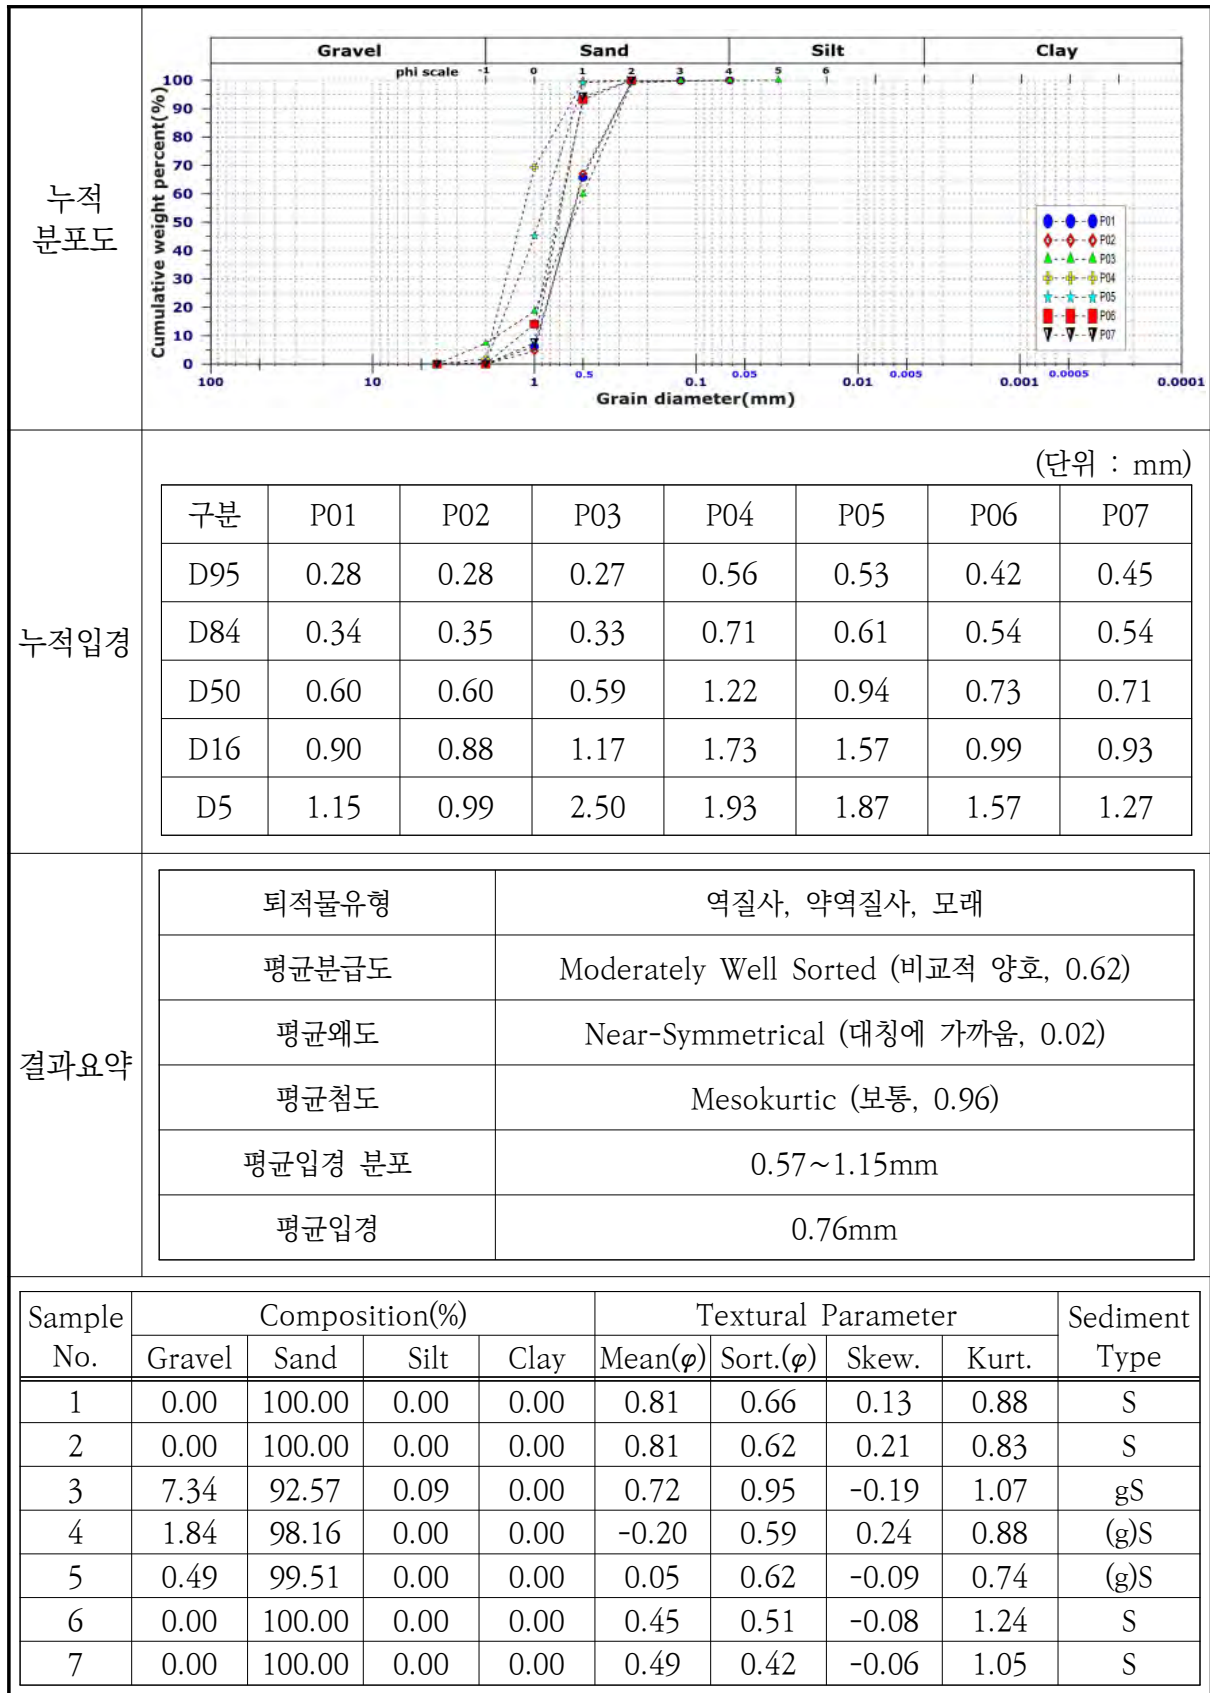 누적
분포도
Gravel Sand Silt Clay
phi scale -1 0 1 2 3 4 5 6
Cumulative weight percent(%)
100
90
80
70
60
50
40
30
20
10
0
100 10 1 0.5 0.1 0.05 0.01 0.005 0.001 0.0005 0.0001
Grain diameter(mm)
P01
P02
P03
P04
P05
P06
P07
누적입경
(단위 : mm)
구분 P01 P02 P03 P04 P05 P06 P07
D95 0.28 0.28 0.27 0.56 0.53 0.42 0.45
D84 0.34 0.35 0.33 0.71 0.61 0.54 0.54
D50 0.60 0.60 0.59 1.22 0.94 0.73 0.71
D16 0.90 0.88 1.17 1.73 1.57 0.99 0.93
D5 1.15 0.99 2.50 1.93 1.87 1.57 1.27
결과요약
퇴적물유형 역질사, 약역질사, 모래
평균분급도 Moderately Well Sorted (비교적 양호, 0.62)
평균왜도 Near-Symmetrical (대칭에 가까움, 0.02)
평균첨도 Mesokurtic (보통, 0.96)
평균입경 분포 0.57~1.15mm
평균입경 0.76mm
Sample No. Composition(%) Textural Parameter Sediment Type
Gravel Sand Silt Clay Mean(φ) Sort.(φ) Skew. Kurt.
1 0.00 100.00 0.00 0.00 0.81 0.66 0.13 0.88 S
2 0.00 100.00 0.00 0.00 0.81 0.62 0.21 0.83 S
3 7.34 92.57 0.09 0.00 0.72 0.95 -0.19 1.07 gS
4 1.84 98.16 0.00 0.00 -0.20 0.59 0.24 0.88 (g)S
5 0.49 99.51 0.00 0.00 0.05 0.62 -0.09 0.74 (g)S
6 0.00 100.00 0.00 0.00 0.45 0.51 -0.08 1.24 S
7 0.00 100.00 0.00 0.00 0.49 0.42 -0.06 1.05 S